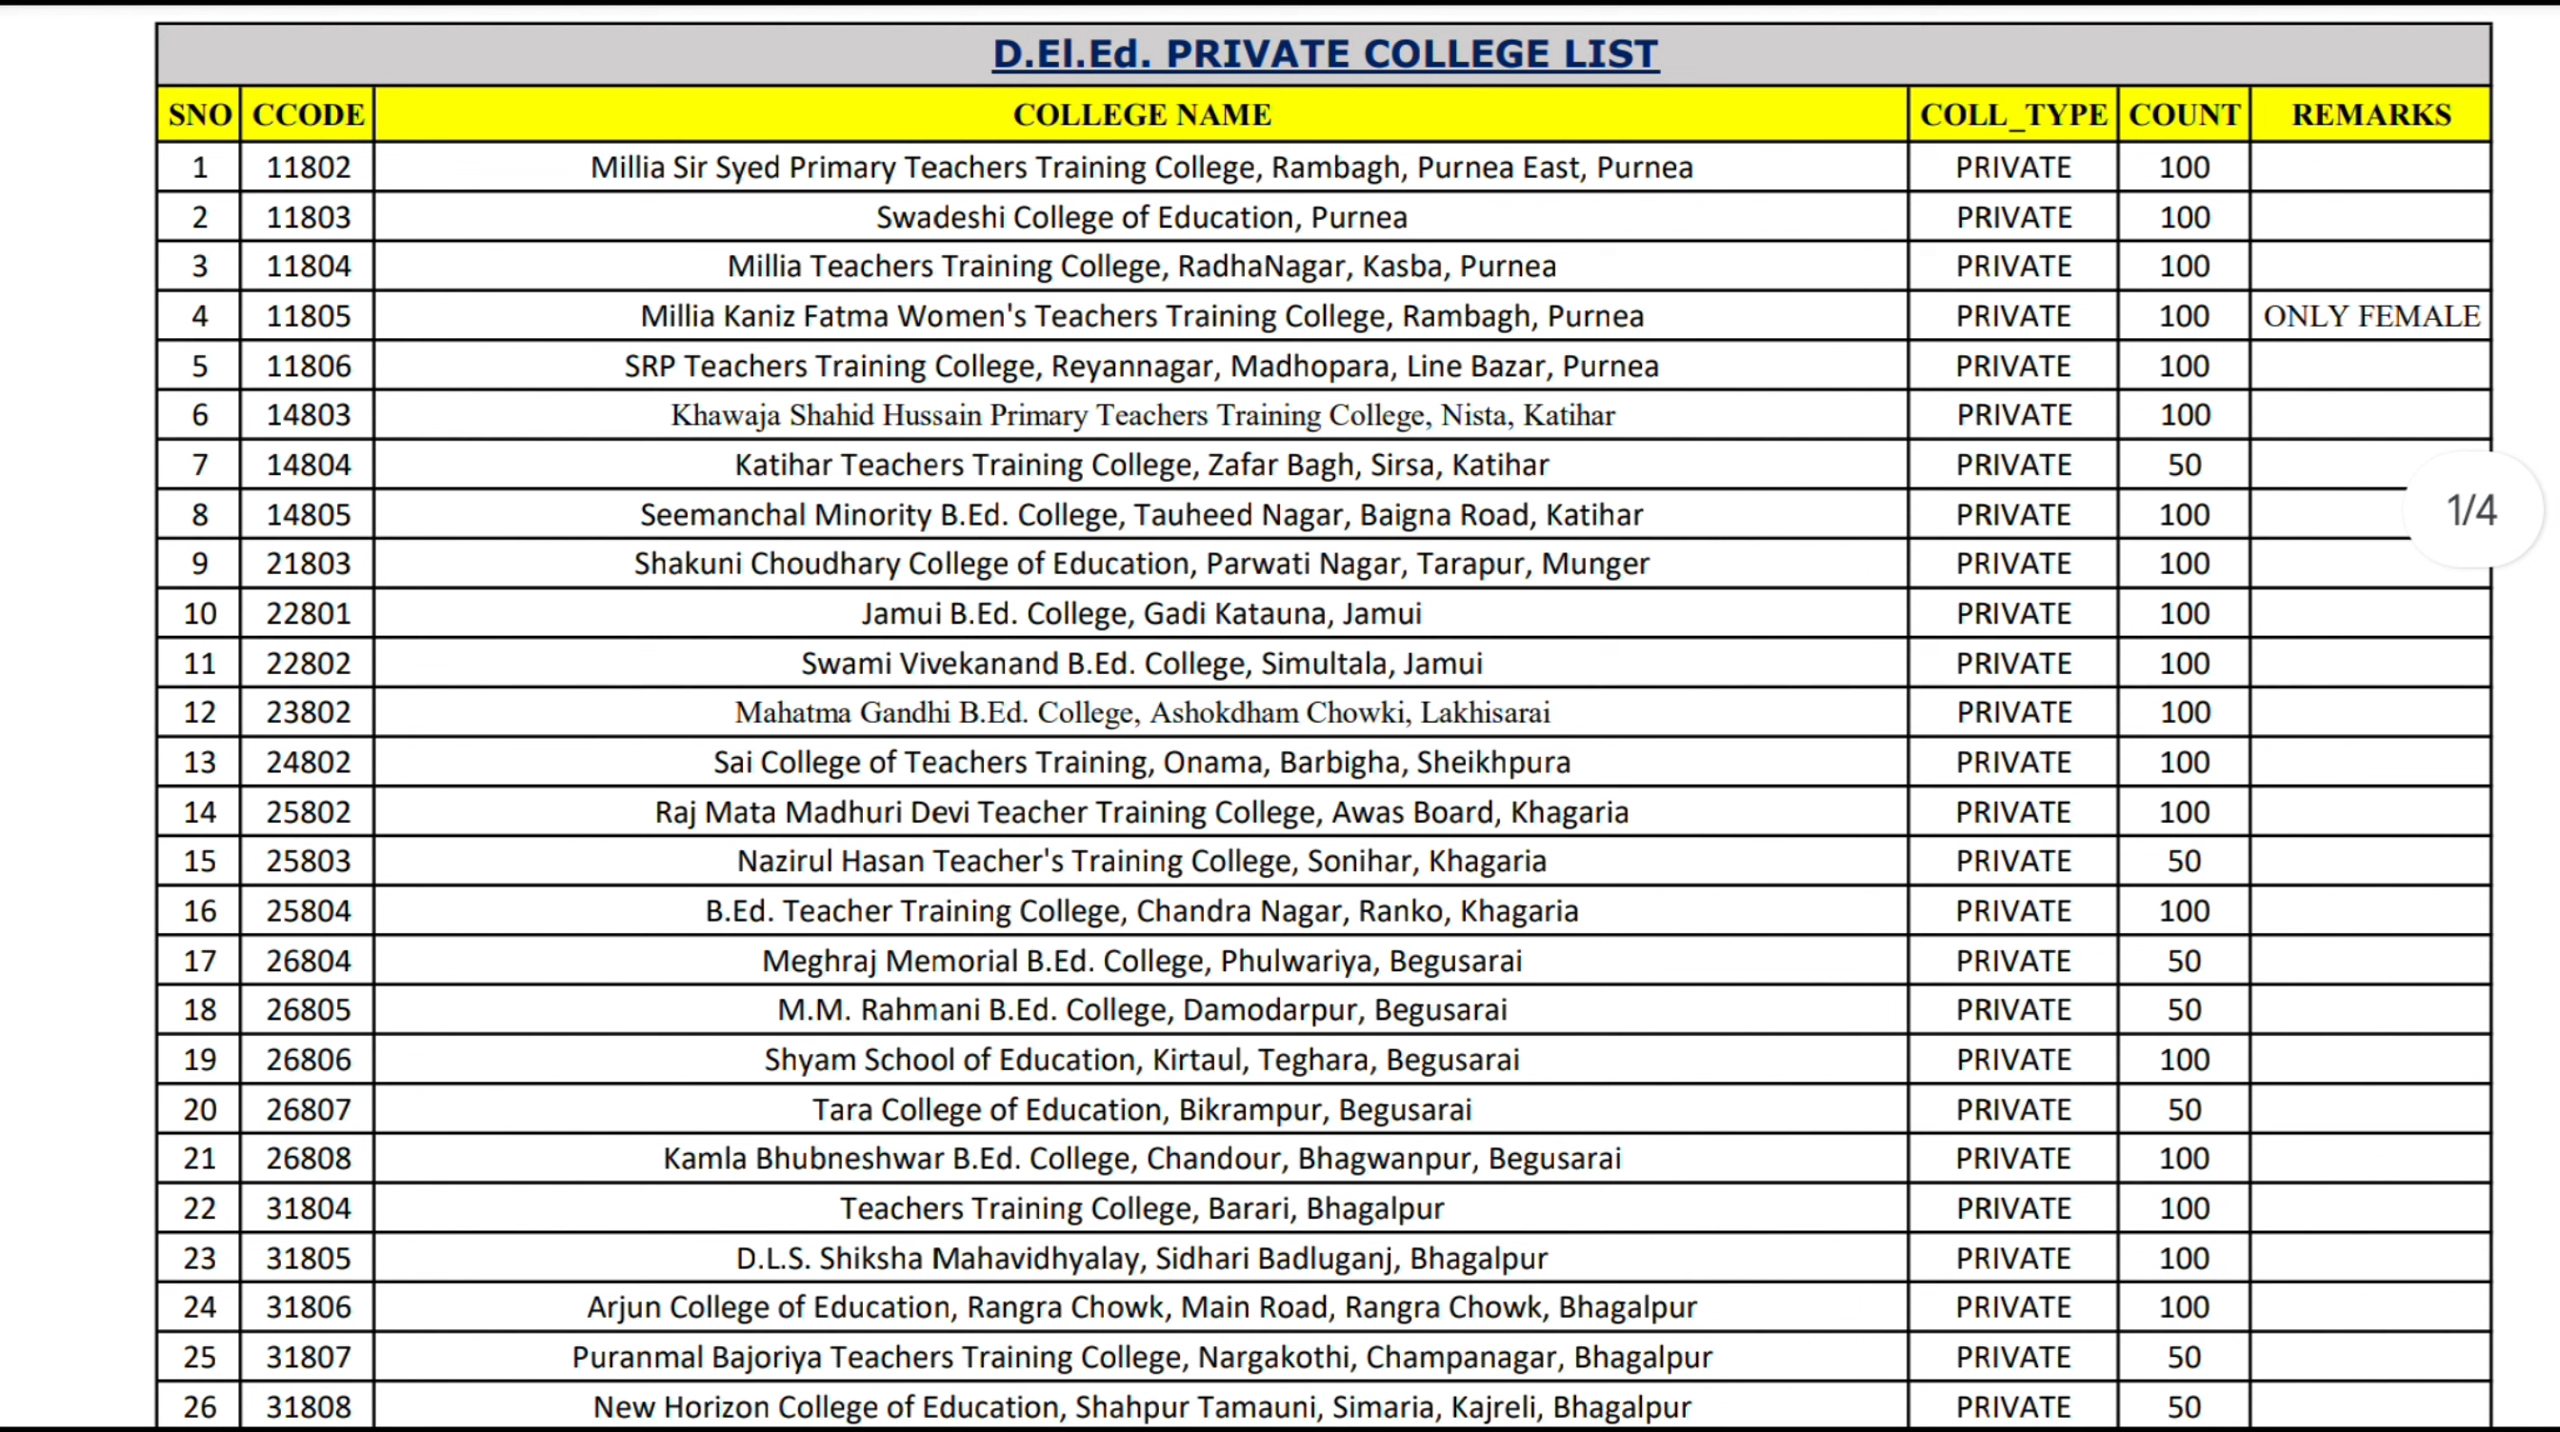 D.El.Ed. PRIVATE COLLEGE LIST
SNO CCODE COLLEGE NAME COLL_TYPE COUNT REMARKS
1 11802 Millia Sir Syed Primary Teachers Training College, Rambagh, Purnea East, Purnea PRIVATE 100
2 11803 Swadeshi College of Education, Purnea PRIVATE 100
3 11804 Millia Teachers Training College, RadhaNagar, Kasba, Purnea PRIVATE 100
4 11805 Millia Kaniz Fatma Women's Teachers Training College, Rambagh, Purnea PRIVATE 100 ONLY FEMALE
5 11806 SRP Teachers Training College, Reyannagar, Madhopara, Line Bazar, Purnea PRIVATE 100
6 14803 Khawaja Shahid Hussain Primary Teachers Training College, Nista, Katihar PRIVATE 100
7 14804 Katihar Teachers Training College, Zafar Bagh, Sirsa, Katihar PRIVATE 50
8 14805 Seemanchal Minority B.Ed. College, Tauheed Nagar, Baigna Road, Katihar PRIVATE 100
1/4
9 21803 Shakuni Choudhary College of Education, Parwati Nagar, Tarapur, Munger PRIVATE 100
10 22801 Jamui B.Ed. College, Gadi Katauna, Jamui PRIVATE 100
11 22802 Swami Vivekanand B.Ed. College, Simultala, Jamui PRIVATE 100
12 23802 Mahatma Gandhi B.Ed. College, Ashokdham Chowki, Lakhisarai PRIVATE 100
13 24802 Sai College of Teachers Training, Onama, Barbigha, Sheikhpura PRIVATE 100
14 25802 Raj Mata Madhuri Devi Teacher Training College, Awas Board, Khagaria PRIVATE 100
15 25803 Nazirul Hasan Teacher's Training College, Sonihar, Khagaria PRIVATE 50
16 25804 B.Ed. Teacher Training College, Chandra Nagar, Ranko, Khagaria PRIVATE 100
17 26804 Meghraj Memorial B.Ed. College, Phulwariya, Begusarai PRIVATE 50
18 26805 M.M. Rahmani B.Ed. College, Damodarpur, Begusarai PRIVATE 50
19 26806 Shyam School of Education, Kirtaul, Teghara, Begusarai PRIVATE 100
20 26807 Tara College of Education, Bikrampur, Begusarai PRIVATE 50
21 26808 Kamla Bhubneshwar B.Ed. College, Chandour, Bhagwanpur, Begusarai PRIVATE 100
22 31804 Teachers Training College, Barari, Bhagalpur PRIVATE 100
23 31805 D.L.S. Shiksha Mahavidhyalay, Sidhari Badluganj, Bhagalpur PRIVATE 100
24 31806 Arjun College of Education, Rangra Chowk, Main Road, Rangra Chowk, Bhagalpur PRIVATE 100
25 31807 Puranmal Bajoriya Teachers Training College, Nargakothi, Champanagar, Bhagalpur PRIVATE 50
26 31808 New Horizon College of Education, Shahpur Tamauni, Simaria, Kajreli, Bhagalpur PRIVATE 50